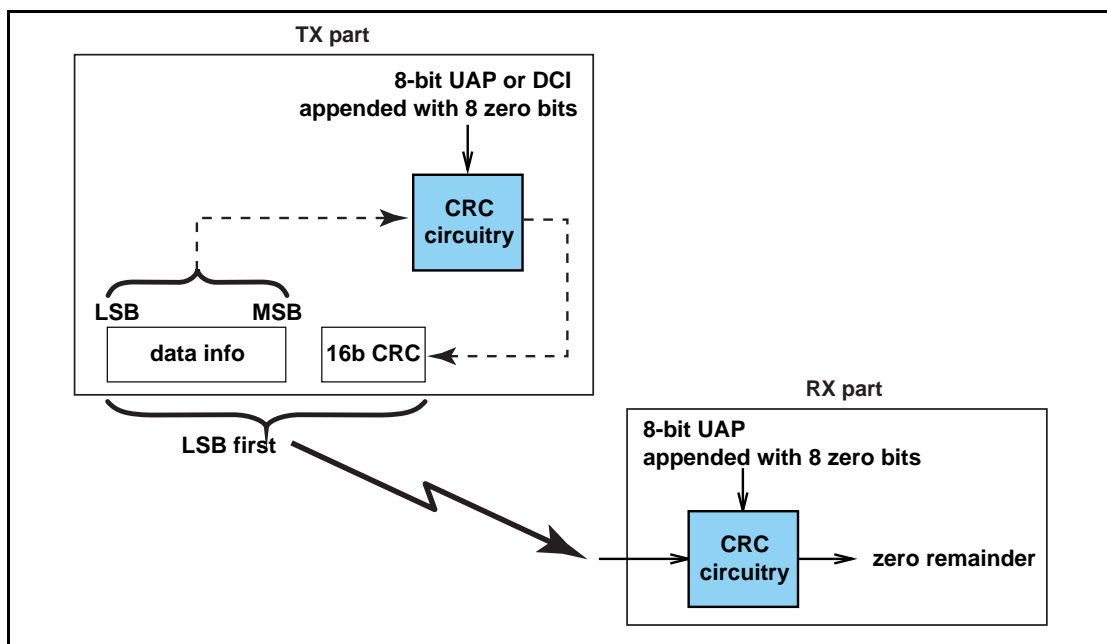 TX part
8-bit UAP or DCI
appended with 8 zero bits
CRC
circuitry
LSB
MSB
data info
16b CRC
LSB first
RX part
8-bit UAP
appended with 8 zero bits
CRC
circuitry
zero remainder